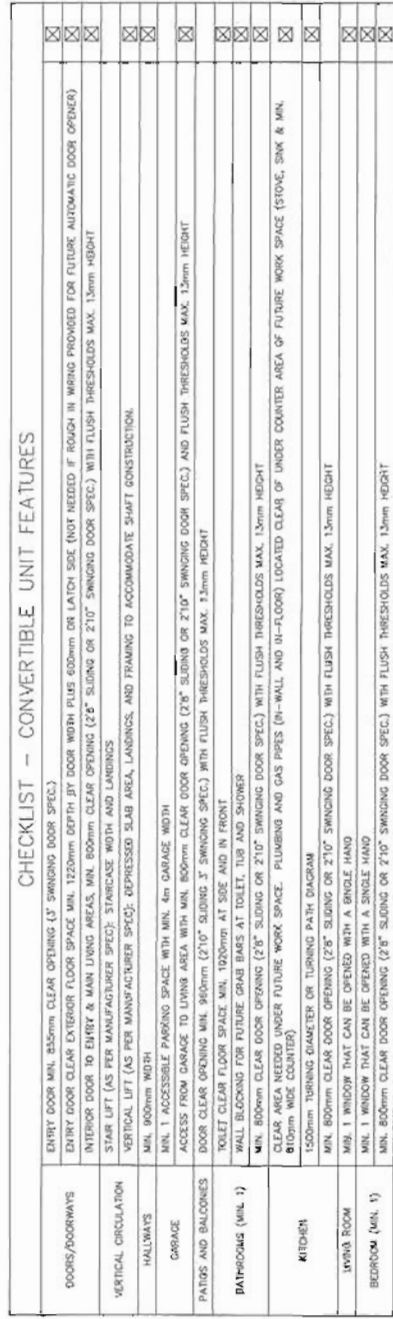 CHECKLIST – CONVERTIBLE UNIT FEATURES
DOORS/DOORWAYS
ENTRY DOOR MIN. 855mm CLEAR OPENING (3' SWINGING DOOR SPEC.)
ENTRY DOOR CLEAR EXTERIOR FLOOR SPACE MIN. 1220mm DEPTH BY DOOR WIDTH PLUS 600mm ON LATCH SIDE (NOT NEEDED IF ROUGH IN WIRING PROVIDED FOR FUTURE AUTOMATIC DOOR OPENER)
INTERIOR DOOR TO ENTRY & MAIN LIVING AREAS, MIN. 800mm CLEAR OPENING (2'8" SLIDING OR 2'10" SWINGING DOOR SPEC.) WITH FLUSH THRESHOLDS MAX. 13mm HEIGHT
VERTICAL CIRCULATION
STAIR LIFT (AS PER MANUFACTURER SPEC): STAIRCASE WIDTH AND LANDINGS
VERTICAL LIFT (AS PER MANUFACTURER SPEC): DEPRESSED SLAB AREA, LANDINGS, AND FRAMING TO ACCOMMODATE SHAFT CONSTRUCTION.
HALLWAYS
MIN. 900mm WIDTH
GARAGE
MIN. 1 ACCESSIBLE PARKING SPACE WITH MIN. 4m GARAGE WIDTH
ACCESS FROM GARAGE TO LIVING AREA WITH MIN. 800mm CLEAR DOOR OPENING (2'8" SLIDING OR 2'10" SWINGING DOOR SPEC.) AND FLUSH THRESHOLDS MAX. 13mm HEIGHT
PATIOS AND BALCONIES
DOOR CLEAR OPENING MIN. 860mm (2'10" SLIDING 3' SWINGING SPEC.) WITH FLUSH THRESHOLDS MAX. 13mm HEIGHT
BATHROOMS (MIN. 1)
TOILET CLEAR FLOOR SPACE MIN. 1020mm AT SIDE AND IN FRONT
WALL BLOCKING FOR FUTURE GRAB BARS AT TOILET, TUB AND SHOWER
MIN. 800mm CLEAR DOOR OPENING (2'8" SLIDING OR 2'10" SWINGING DOOR SPEC.) WITH FLUSH THRESHOLDS MAX. 13mm HEIGHT
KITCHEN
CLEAR AREA NEEDED UNDER FUTURE WORK SPACE. PLUMBING AND GAS PIPES (IN-WALL AND IN-FLOOR) LOCATED CLEAR OF UNDER COUNTER AREA OF FUTURE WORK SPACE (STOVE, SINK & MIN.
810mm WIDE COUNTER)
1500mm TURNING DIAMETER OR TURNING PATH DIAGRAM
MIN. 800mm CLEAR DOOR OPENING (2'8" SLIDING OR 2'10" SWINGING DOOR SPEC.) WITH FLUSH THRESHOLDS MAX. 13mm HEIGHT
LIVING ROOM
MIN. 1 WINDOW THAT CAN BE OPENED WITH A SINGLE HAND
BEDROOM (MIN. 1)
MIN. 1 WINDOW THAT CAN BE OPENED WITH A SINGLE HAND
MIN. 800mm CLEAR DOOR OPENING (2'8" SLIDING OR 2'10" SWINGING DOOR SPEC.) WITH FLUSH THRESHOLDS MAX. 13mm HEIGHT